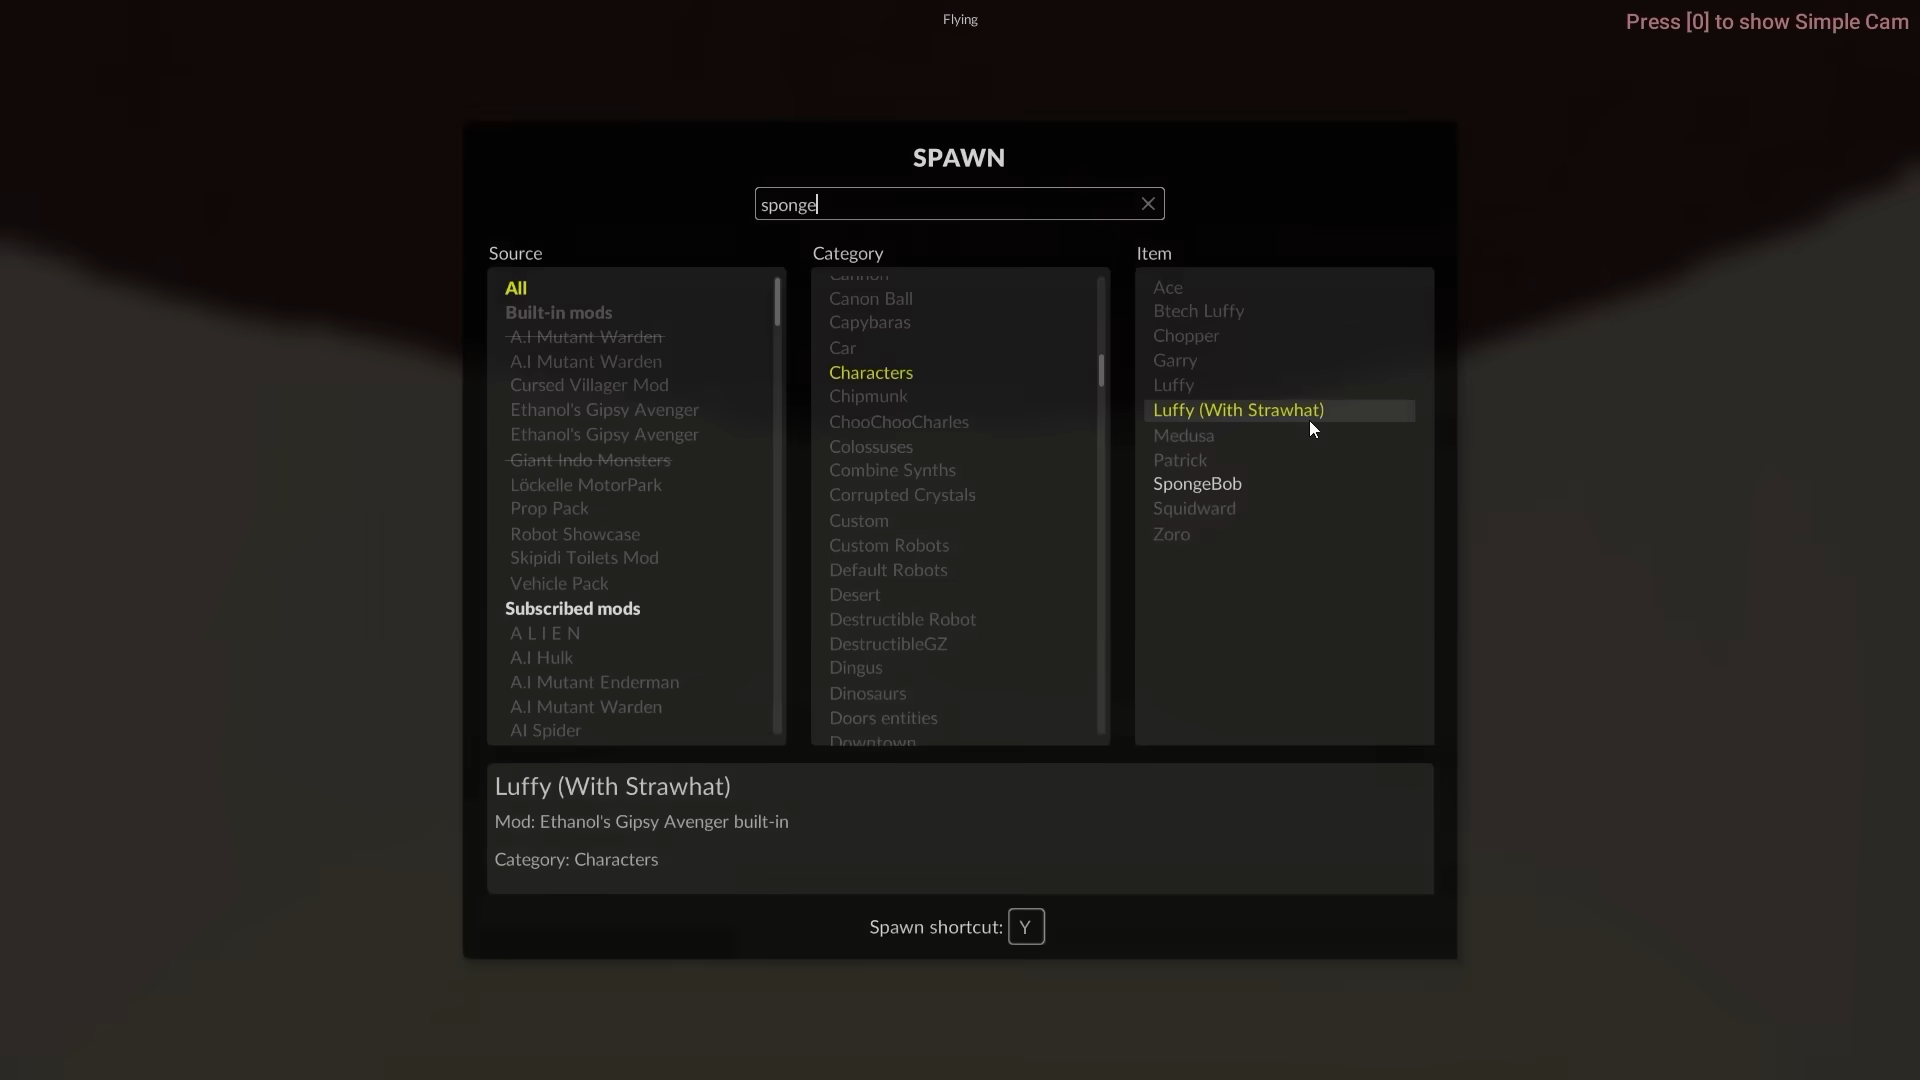 Flying
Press [0] to show Simple Cam
SPAWN
sponge
Source
All
Built-in mods
A.I Mutant Warden
A.I Mutant Warden
Cursed Villager Mod
Ethanol's Gipsy Avenger
Ethanol's Gipsy Avenger
Giant Indo Monsters
Löckelle MotorPark
Prop Pack
Robot Showcase
Skipidi Toilets Mod
Vehicle Pack
Subscribed mods
A L I E N
A.I Hulk
A.I Mutant Enderman
A.I Mutant Warden
AI Spider
Category
Cannon
Canon Ball
Capybaras
Car
Characters
Chipmunk
ChooChooCharles
Colossuses
Combine Synths
Corrupted Crystals
Custom
Custom Robots
Default Robots
Desert
Destructible Robot
DestructibleGZ
Dingus
Dinosaurs
Doors entities
Downtown
Item
Ace
Btech Luffy
Chopper
Garry
Luffy
Luffy (With Strawhat)
Medusa
Patrick
SpongeBob
Squidward
Zoro
Luffy (With Strawhat)
Mod: Ethanol's Gipsy Avenger built-in
Category: Characters
Spawn shortcut: Y